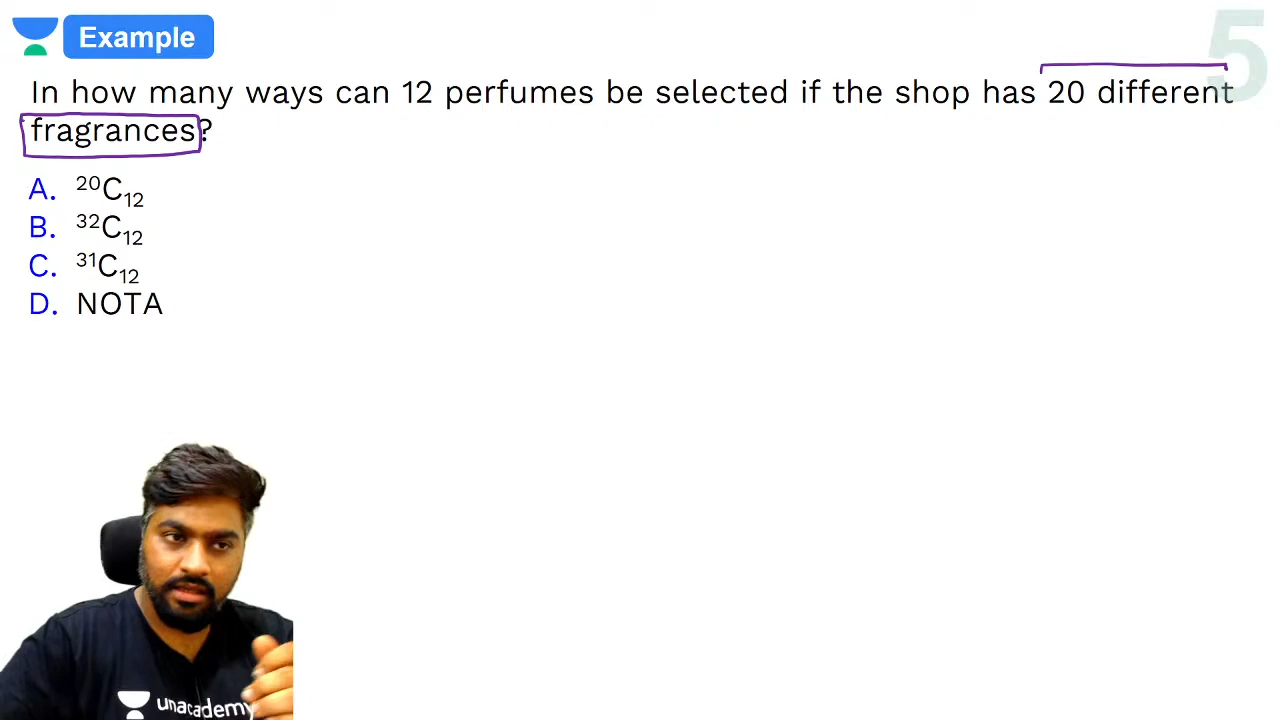 Example
5
In how many ways can 12 perfumes be selected if the shop has 20 different
fragrances?
A. ²⁰C₁₂
B. ³²C₁₂
C. ³¹C₁₂
D. NOTA
unacademy